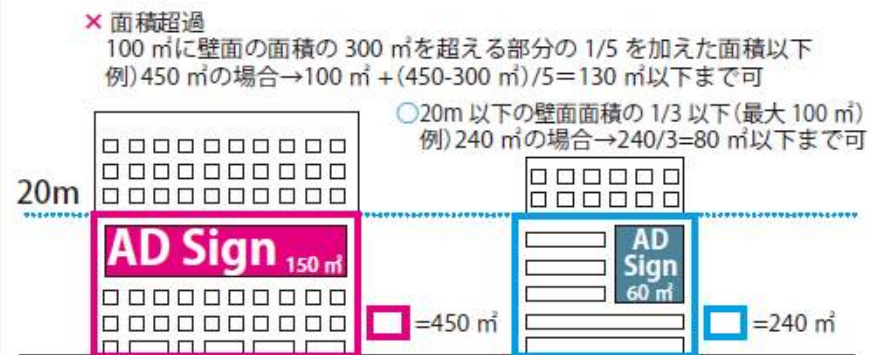 × 面積超過
100 ㎡に壁面の面積の 300 ㎡を超える部分の 1/5 を加えた面積以下
例)450 ㎡の場合→100 ㎡ +(450-300 ㎡)/5=130 ㎡以下まで可
○20m 以下の壁面面積の 1/3 以下(最大 100 ㎡)
例)240 ㎡の場合→240/3=80 ㎡以下まで可
20m
AD Sign 150 ㎡
=450 ㎡
AD
Sign
60 ㎡
=240 ㎡